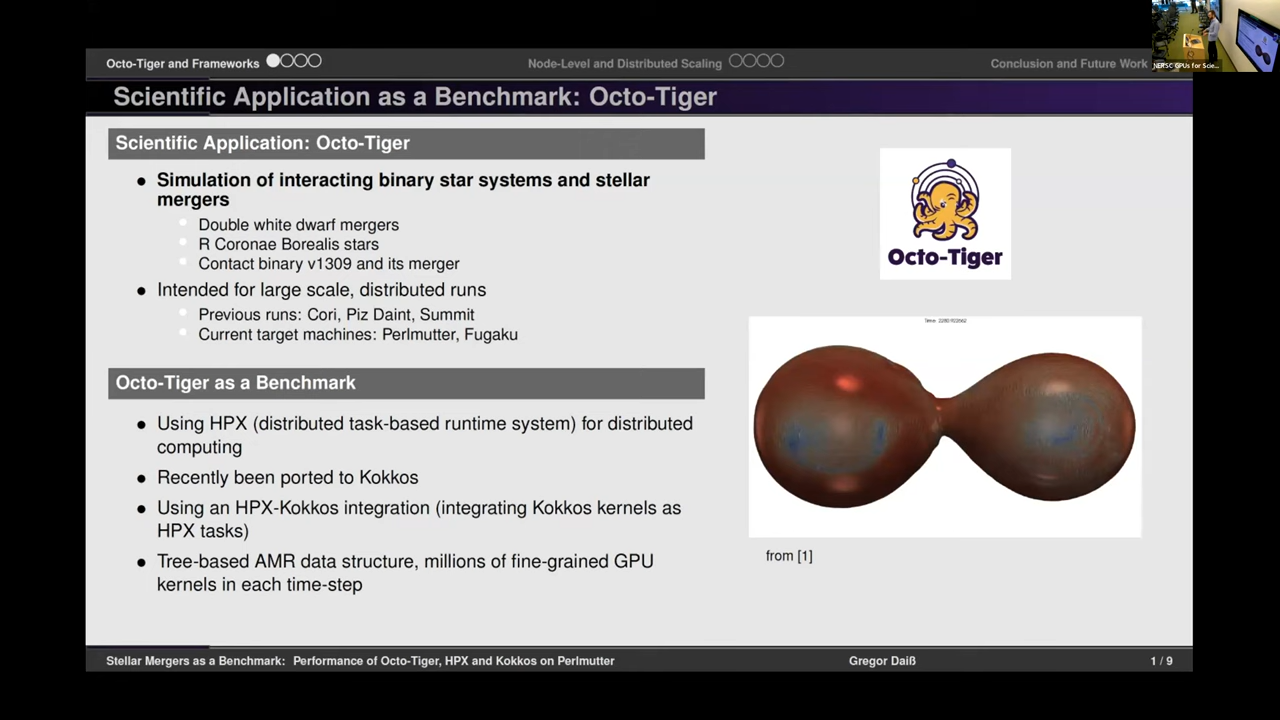 Octo-Tiger and Frameworks
Node-Level and Distributed Scaling
Conclusion and Future Work
NERSC GPUs for Scie...
Scientific Application as a Benchmark: Octo-Tiger
Scientific Application: Octo-Tiger
Simulation of interacting binary star systems and stellar
mergers
Double white dwarf mergers
R Coronae Borealis stars
Contact binary v1309 and its merger
Intended for large scale, distributed runs
Previous runs: Cori, Piz Daint, Summit
Current target machines: Perlmutter, Fugaku
Octo-Tiger as a Benchmark
Using HPX (distributed task-based runtime system) for distributed
computing
Recently been ported to Kokkos
Using an HPX-Kokkos integration (integrating Kokkos kernels as
HPX tasks)
Tree-based AMR data structure, millions of fine-grained GPU
kernels in each time-step
Octo-Tiger
from [1]
Stellar Mergers as a Benchmark: Performance of Octo-Tiger, HPX and Kokkos on Perlmutter
Gregor Daiß
1 / 9